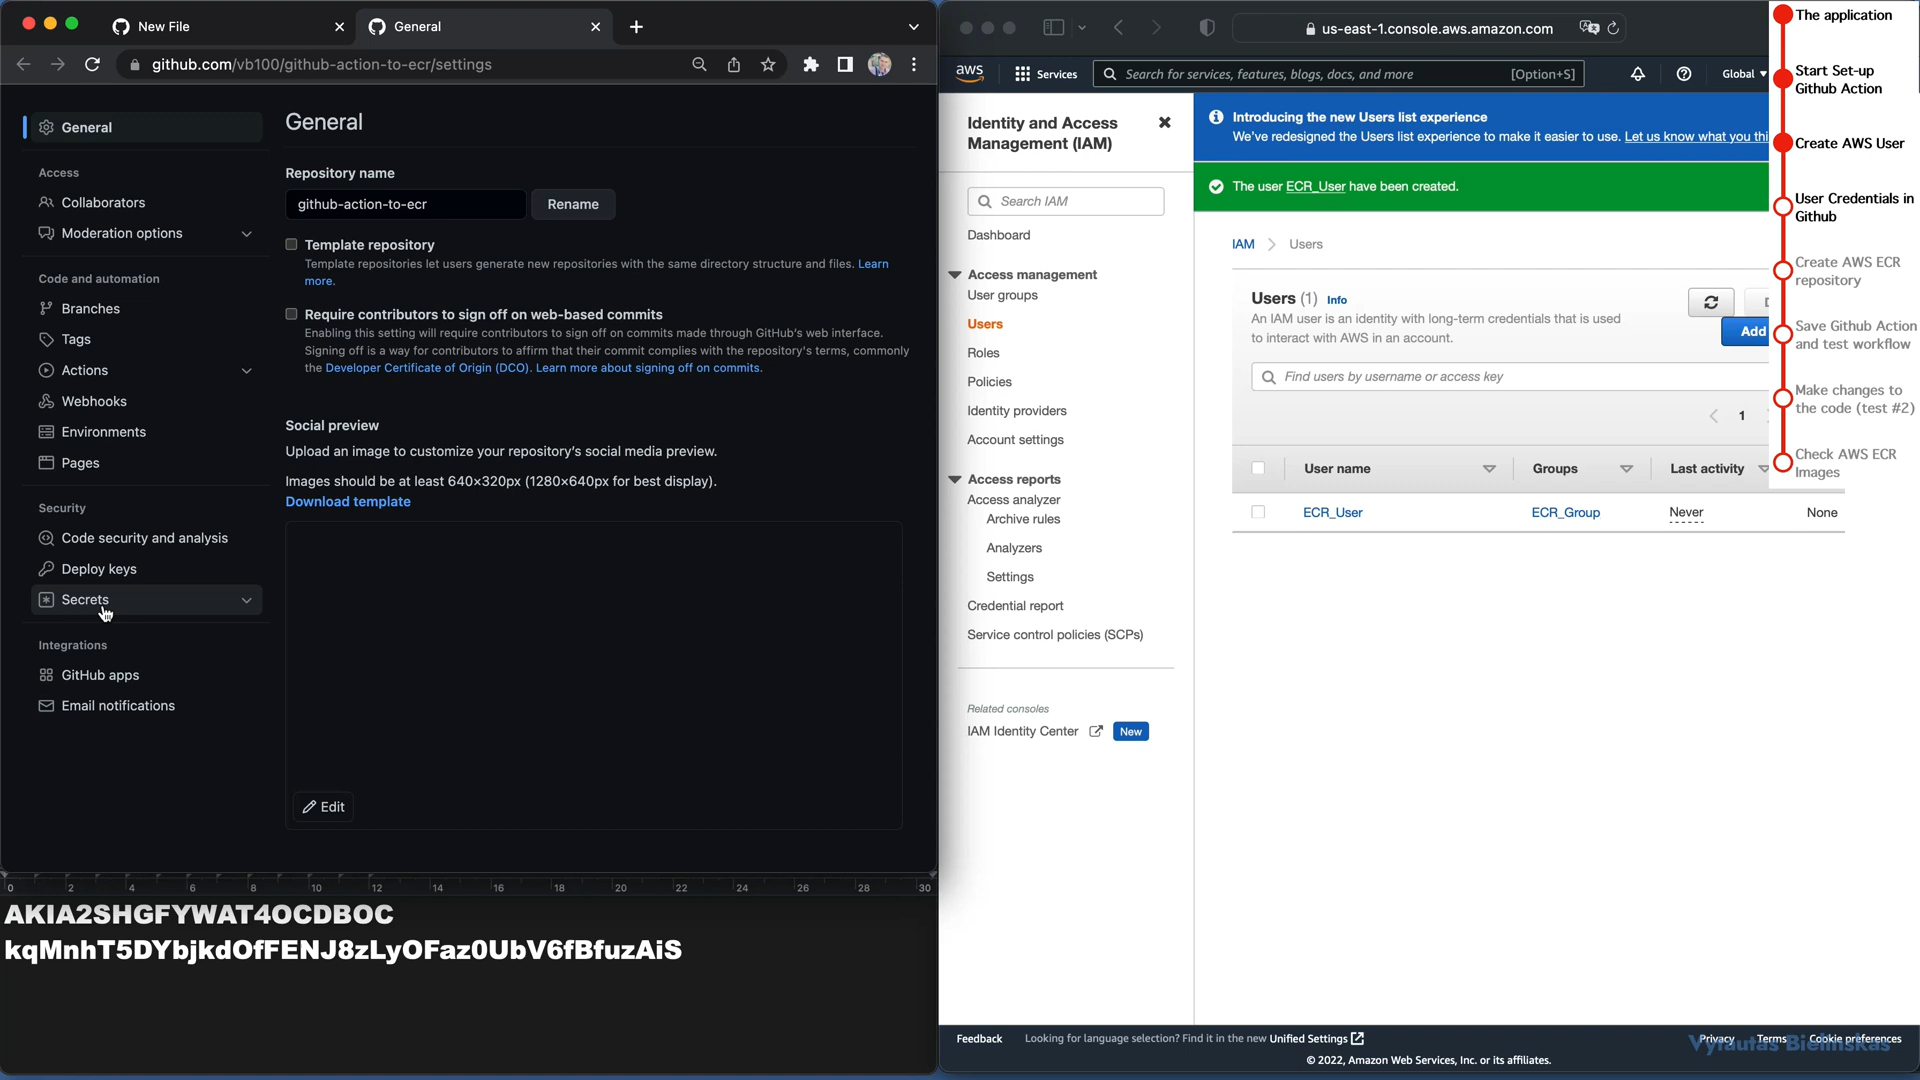 New File
General
github.com/vb100/github-action-to-ecr/settings
General
Access
Collaborators
Moderation options
Code and automation
Branches
Tags
Actions
Webhooks
Environments
Pages
Security
Code security and analysis
Deploy keys
Secrets
Integrations
GitHub apps
Email notifications
General
Repository name
github-action-to-ecr
Rename
Template repository
Template repositories let users generate new repositories with the same directory structure and files. Learn
more.
Require contributors to sign off on web-based commits
Enabling this setting will require contributors to sign off on commits made through GitHub's web interface.
Signing off is a way for contributors to affirm that their commit complies with the repository's terms, commonly
the Developer Certificate of Origin (DCO). Learn more about signing off on commits.
Social preview
Upload an image to customize your repository's social media preview.
Images should be at least 640×320px (1280×640px for best display).
Download template
Edit
0 2 4 6 8 10 12 14 16 18 20 22 24 26 28 30
AKIA2SHGFYWAT4OCDBOC
kqMnhT5DYbjkdOfFENJ8zLyOFaz0UbV6fBfuzAiS
us-east-1.console.aws.amazon.com
aws
Services
Search for services, features, blogs, docs, and more
[Option+S]
Global
Identity and Access
Management (IAM)
Search IAM
Dashboard
Access management
User groups
Users
Roles
Policies
Identity providers
Account settings
Access reports
Access analyzer
Archive rules
Analyzers
Settings
Credential report
Service control policies (SCPs)
Related consoles
IAM Identity Center
New
Introducing the new Users list experience
We've redesigned the Users list experience to make it easier to use. Let us know what you thi
The user ECR_User have been created.
IAM
Users
Users (1) Info
An IAM user is an identity with long-term credentials that is used
to interact with AWS in an account.
Add
Find users by username or access key
1
User name
Groups
Last activity
ECR_User
ECR_Group
Never
None
The application
Start Set-up
Github Action
Create AWS User
User Credentials in
Github
Create AWS ECR
repository
Save Github Action
and test workflow
Make changes to
the code (test #2)
Check AWS ECR
Images
Feedback
Looking for language selection? Find it in the new Unified Settings
Privacy
Terms
Cookie preferences
Vytautas Bielinskas
© 2022, Amazon Web Services, Inc. or its affiliates.